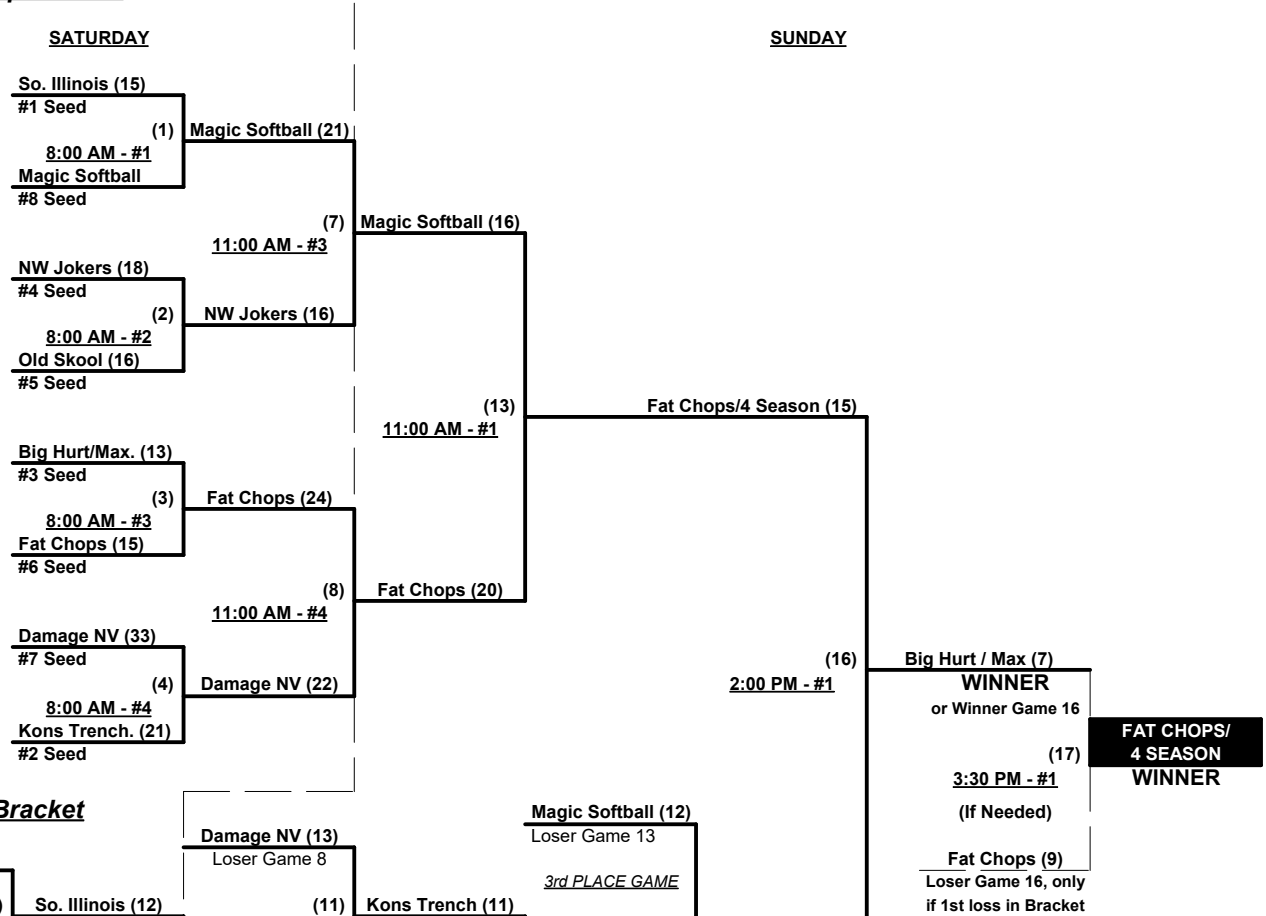 SATURDAY
SUNDAY
So. Illinois (15)
#1 Seed
(1)
Magic Softball (21)
8:00 AM - #1
Magic Softball
#8 Seed
(7)
Magic Softball (16)
11:00 AM - #3
NW Jokers (18)
#4 Seed
(2)
NW Jokers (16)
8:00 AM - #2
Old Skool (16)
#5 Seed
(13)
Fat Chops/4 Season (15)
11:00 AM - #1
Big Hurt/Max. (13)
#3 Seed
(3)
Fat Chops (24)
8:00 AM - #3
Fat Chops (15)
#6 Seed
(8)
Fat Chops (20)
11:00 AM - #4
Damage NV (33)
#7 Seed
(4)
Damage NV (22)
8:00 AM - #4
Kons Trench. (21)
#2 Seed
(16)
Big Hurt / Max (7)
2:00 PM - #1
WINNER
or Winner Game 16
FAT CHOPS/
4 SEASON
WINNER
(17)
3:30 PM - #1
(If Needed)
Fat Chops (9)
Loser Game 16, only
if 1st loss in Bracket
Bracket
Damage NV (13)
Loser Game 8
Magic Softball (12)
Loser Game 13
3rd PLACE GAME
So. Illinois (12)
(11)
Kons Trench (11)